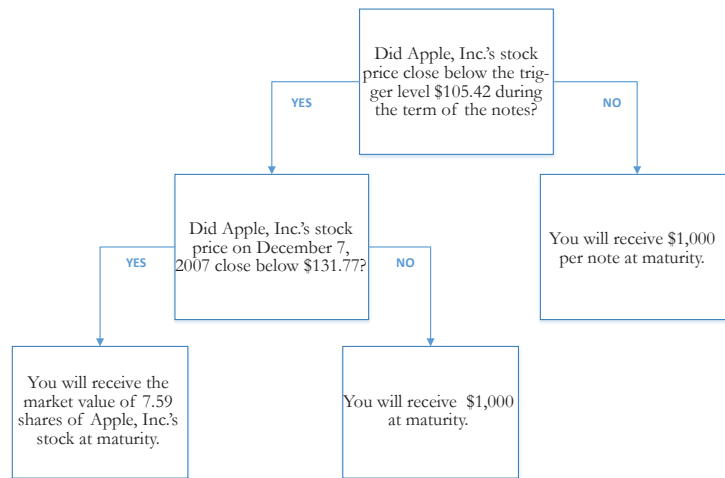 Did Apple, Inc.'s stock
price close below the trig-
ger level $105.42 during
the term of the notes?
YES
NO
Did Apple, Inc.'s stock
price on December 7,
2007 close below $131.77?
You will receive $1,000
per note at maturity.
YES
NO
You will receive the
market value of 7.59
shares of Apple, Inc.'s
stock at maturity.
You will receive $1,000
at maturity.